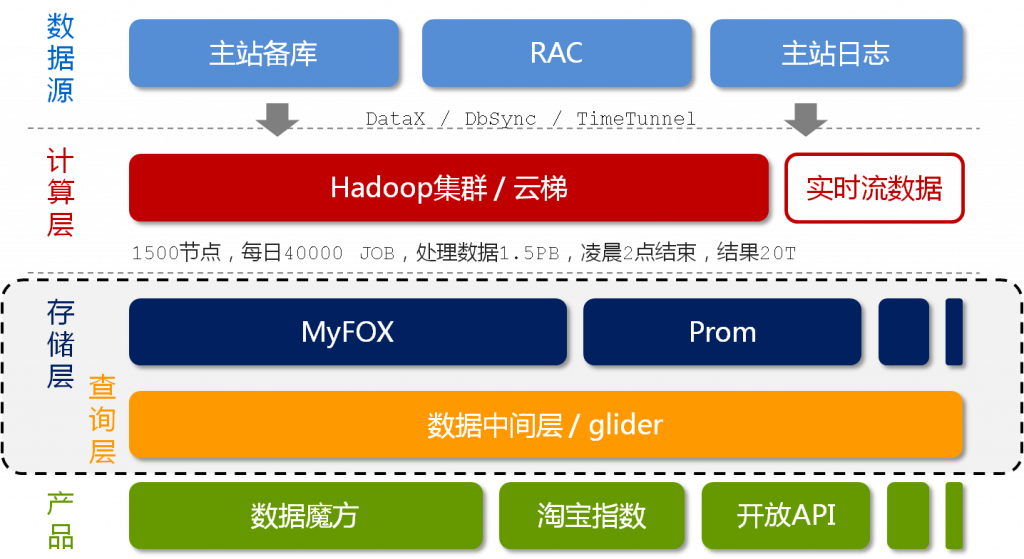 数据源
主站备库
RAC
主站日志
DataX / DbSync / TimeTunnel
计算层
Hadoop集群 / 云梯
实时流数据
1500节点，每日40000 JOB，处理数据1.5PB，凌晨2点结束，结果20T
存储层
MyFOX
Prom
查询层
数据中间层 / glider
产品
数据魔方
淘宝指数
开放API